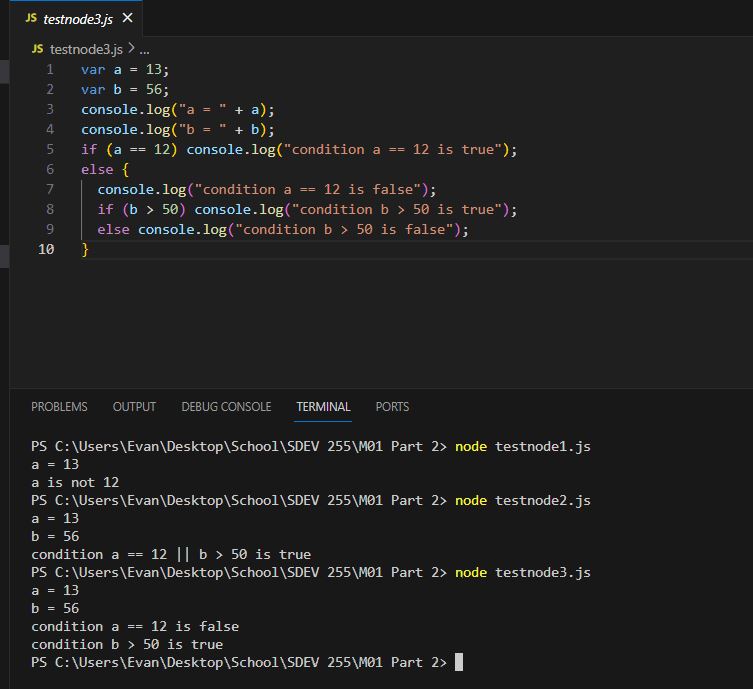 JS testnode3.js ×
JS testnode3.js > ...
1 var a = 13;
2 var b = 56;
3 console.log("a = " + a);
4 console.log("b = " + b);
5 if (a == 12) console.log("condition a == 12 is true");
6 else {
7   console.log("condition a == 12 is false");
8   if (b > 50) console.log("condition b > 50 is true");
9   else console.log("condition b > 50 is false");
10 }
PROBLEMS OUTPUT DEBUG CONSOLE TERMINAL PORTS
PS C:\Users\Evan\Desktop\School\SDEV 255\M01 Part 2> node testnode1.js
a = 13
a is not 12
PS C:\Users\Evan\Desktop\School\SDEV 255\M01 Part 2> node testnode2.js
a = 13
b = 56
condition a == 12 || b > 50 is true
PS C:\Users\Evan\Desktop\School\SDEV 255\M01 Part 2> node testnode3.js
a = 13
b = 56
condition a == 12 is false
condition b > 50 is true
PS C:\Users\Evan\Desktop\School\SDEV 255\M01 Part 2>